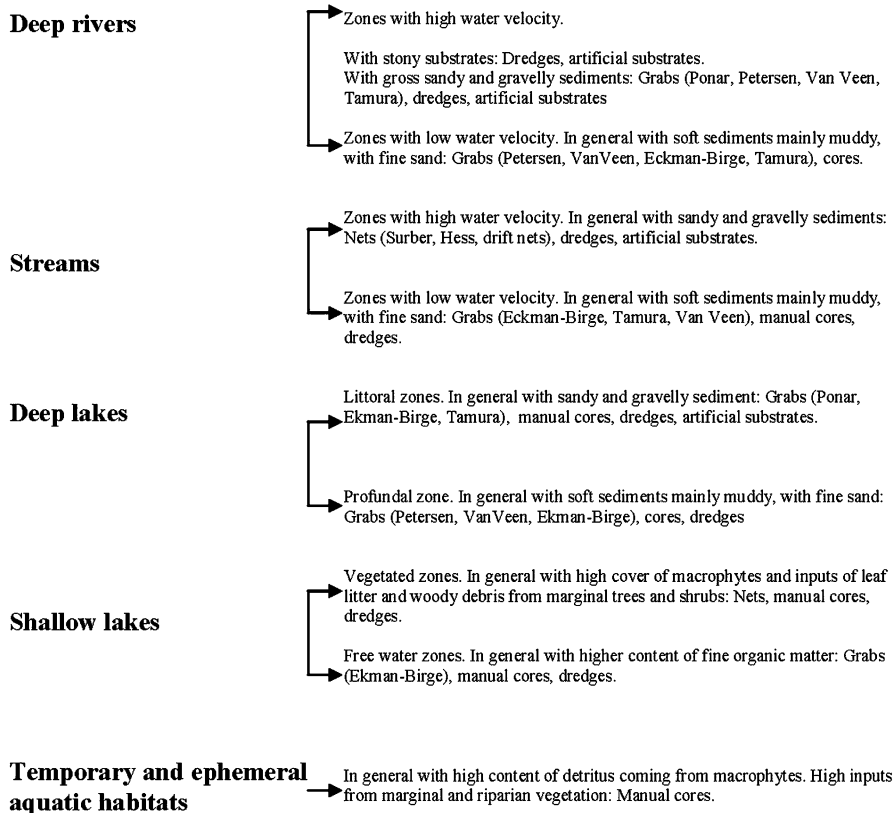 Deep rivers
Zones with high water velocity.
With stony substrates: Dredges, artificial substrates.
With gross sandy and gravelly sediments: Grabs (Ponar, Petersen, Van Veen,
Tamura), dredges, artificial substrates
Zones with low water velocity. In general with soft sediments mainly muddy,
with fine sand: Grabs (Petersen, VanVeen, Eckman-Birge, Tamura), cores.
Streams
Zones with high water velocity. In general with sandy and gravelly sediments:
Nets (Surber, Hess, drift nets), dredges, artificial substrates.
Zones with low water velocity. In general with soft sediments mainly muddy,
with fine sand: Grabs (Eckman-Birge, Tamura, Van Veen), manual cores,
dredges.
Deep lakes
Littoral zones. In general with sandy and gravelly sediment: Grabs (Ponar,
Ekman-Birge, Tamura), manual cores, dredges, artificial substrates.
Profundal zone. In general with soft sediments mainly muddy, with fine sand:
Grabs (Petersen, VanVeen, Ekman-Birge), cores, dredges
Shallow lakes
Vegetated zones. In general with high cover of macrophytes and inputs of leaf
litter and woody debris from marginal trees and shrubs: Nets, manual cores,
dredges.
Free water zones. In general with higher content of fine organic matter: Grabs
(Ekman-Birge), manual cores, dredges.
Temporary and ephemeral
aquatic habitats
In general with high content of detritus coming from macrophytes. High inputs
from marginal and riparian vegetation: Manual cores.